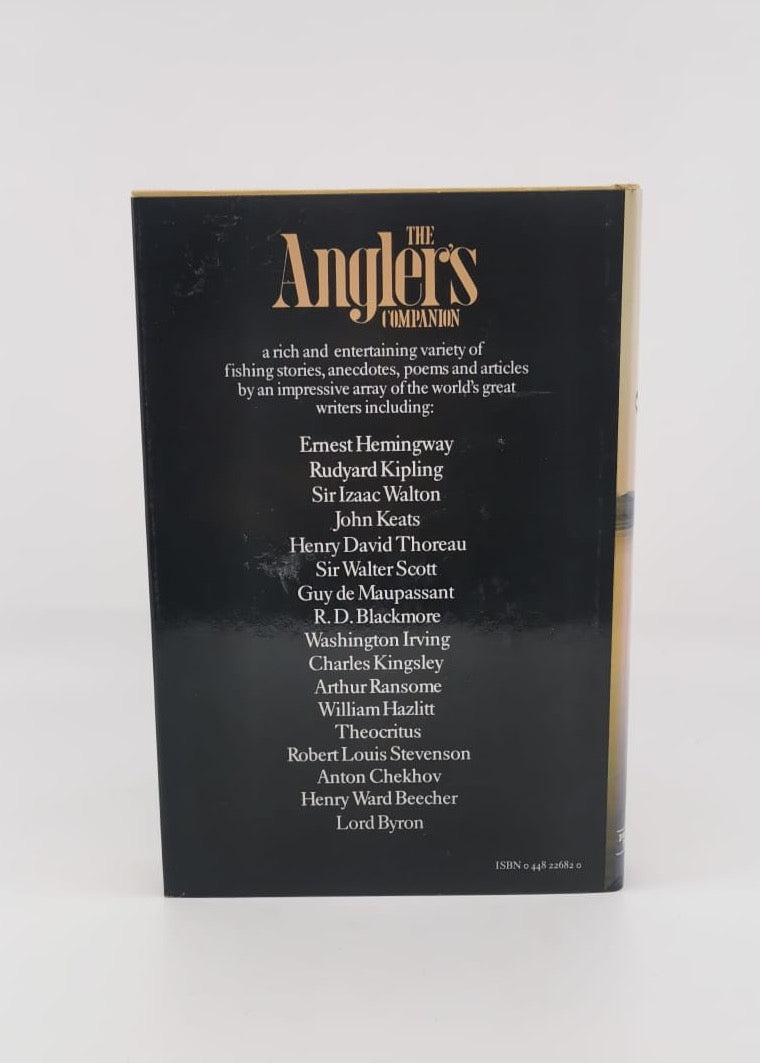 THE
Angler's
COMPANION
a rich and entertaining variety of
fishing stories, anecdotes, poems and articles
by an impressive array of the world's great
writers including:
Ernest Hemingway
Rudyard Kipling
Sir Izaac Walton
John Keats
Henry David Thoreau
Sir Walter Scott
Guy de Maupassant
R. D. Blackmore
Washington Irving
Charles Kingsley
Arthur Ransome
William Hazlitt
Theocritus
Robert Louis Stevenson
Anton Chekhov
Henry Ward Beecher
Lord Byron
ISBN 0 448 22682 0